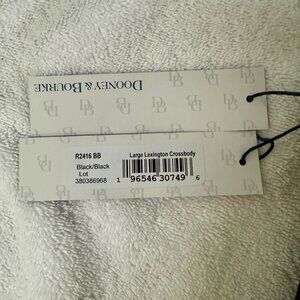 DOONEY & BOURKE
R2416 BB
Large Lexington Crossbody
Black/Black
Lot
380386968
1 96546 30749 6